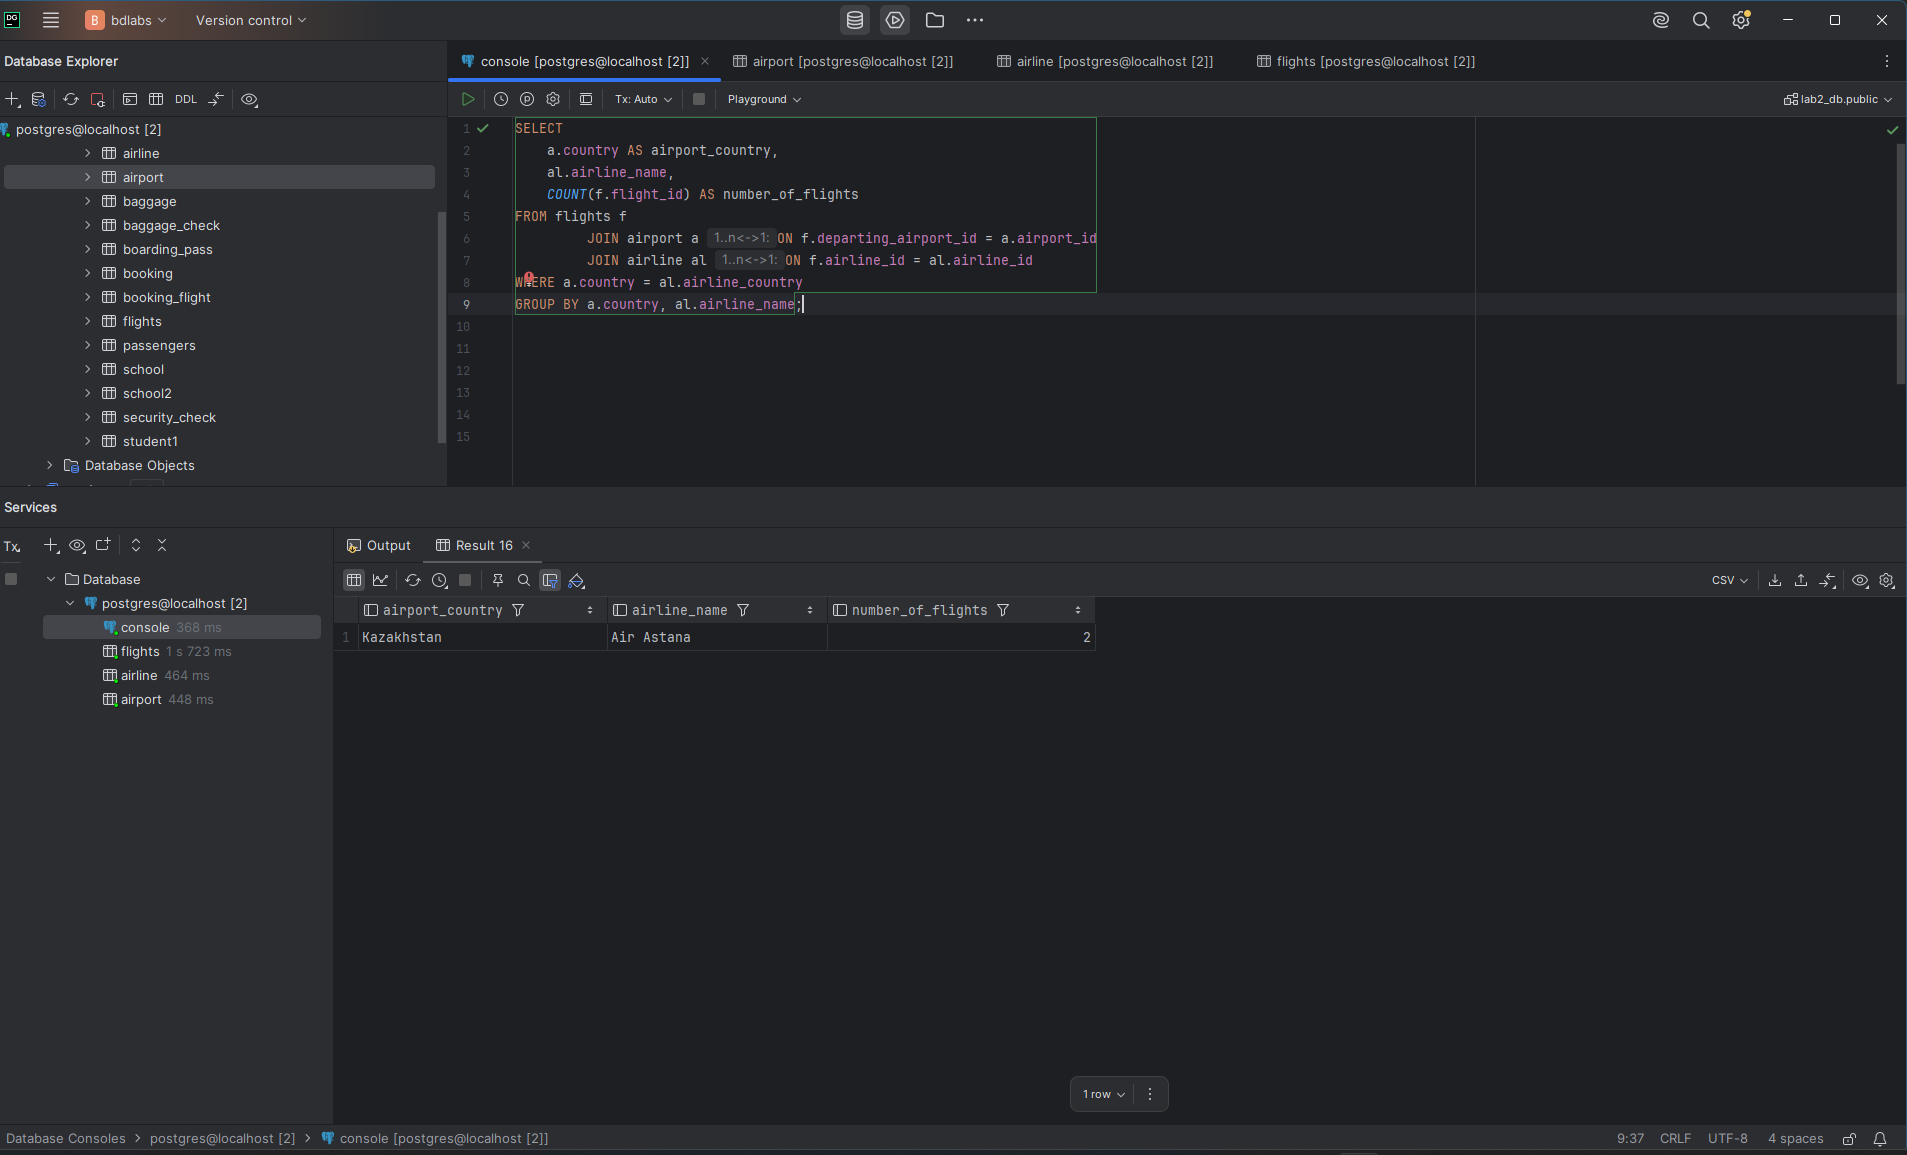 DG
B bdlabs
Version control
Database Explorer
console [postgres@localhost [2]]
airport [postgres@localhost [2]]
airline [postgres@localhost [2]]
flights [postgres@localhost [2]]
DDL
Tx: Auto
Playground
lab2_db.public
postgres@localhost [2]
airline
airport
baggage
baggage_check
boarding_pass
booking
booking_flight
flights
passengers
school
school2
security_check
student1
Database Objects
1 SELECT
2 a.country AS airport_country,
3 al.airline_name,
4 COUNT(f.flight_id) AS number_of_flights
5 FROM flights f
6 JOIN airport a 1..n<->1: ON f.departing_airport_id = a.airport_id
7 JOIN airline al 1..n<->1: ON f.airline_id = al.airline_id
8 WHERE a.country = al.airline_country
9 GROUP BY a.country, al.airline_name;
10
11
12
13
14
15
Services
Tx
Output
Result 16
Database
postgres@localhost [2]
console 368 ms
flights 1 s 723 ms
airline 464 ms
airport 448 ms
CSV
airport_country airline_name number_of_flights
1 Kazakhstan Air Astana 2
1 row
Database Consoles > postgres@localhost [2] > console [postgres@localhost [2]]
9:37 CRLF UTF-8 4 spaces